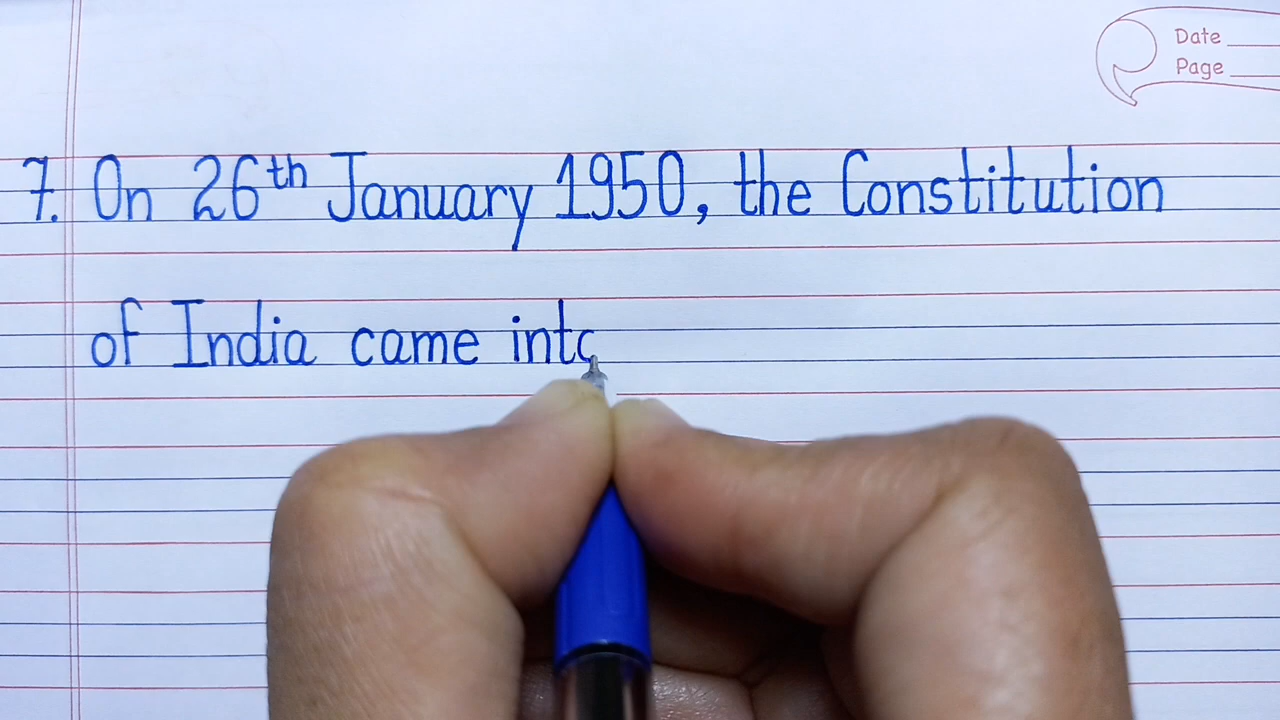 Date
Page
7. On 26th January 1950, the Constitution
of India came into